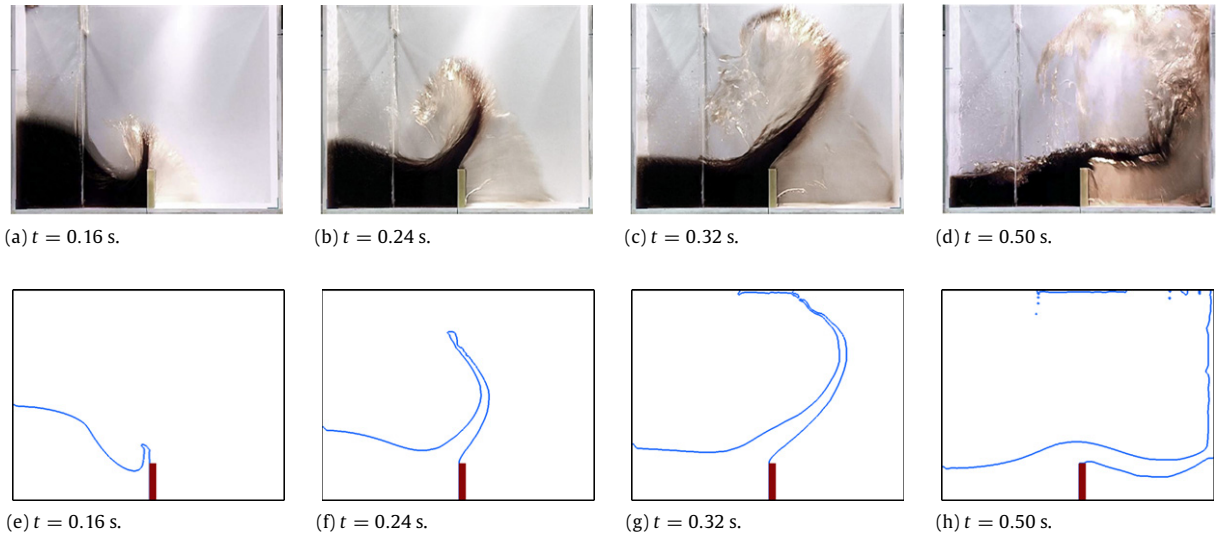 (a) t = 0.16 s.
(b) t = 0.24 s.
(c) t = 0.32 s.
(d) t = 0.50 s.
(e) t = 0.16 s.
(f) t = 0.24 s.
(g) t = 0.32 s.
(h) t = 0.50 s.